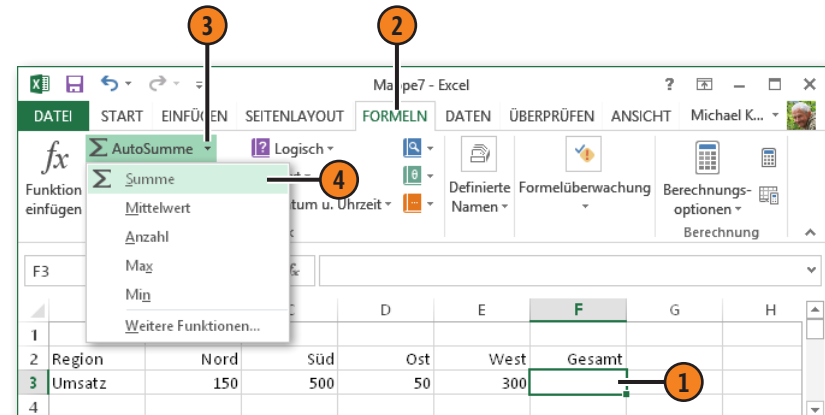 3 2
Mappe7 - Excel ?
DATEI START EINFÜGEN SEITENLAYOUT FORMELN DATEN ÜBERPRÜFEN ANSICHT Michael K...
fx Σ AutoSumme ? Logisch
Σ Summe 4
Funktion einfügen
Mittelwert um u. Uhrzeit
Definierte Namen
Formelüberwachung
Berechnungs-
optionen
Anzahl
Berechnung
F3 Max fx
Min
Weitere Funktionen...
D E F G H
1
2 Region Nord Süd Ost West Gesamt
3 Umsatz 150 500 50 300 1
4